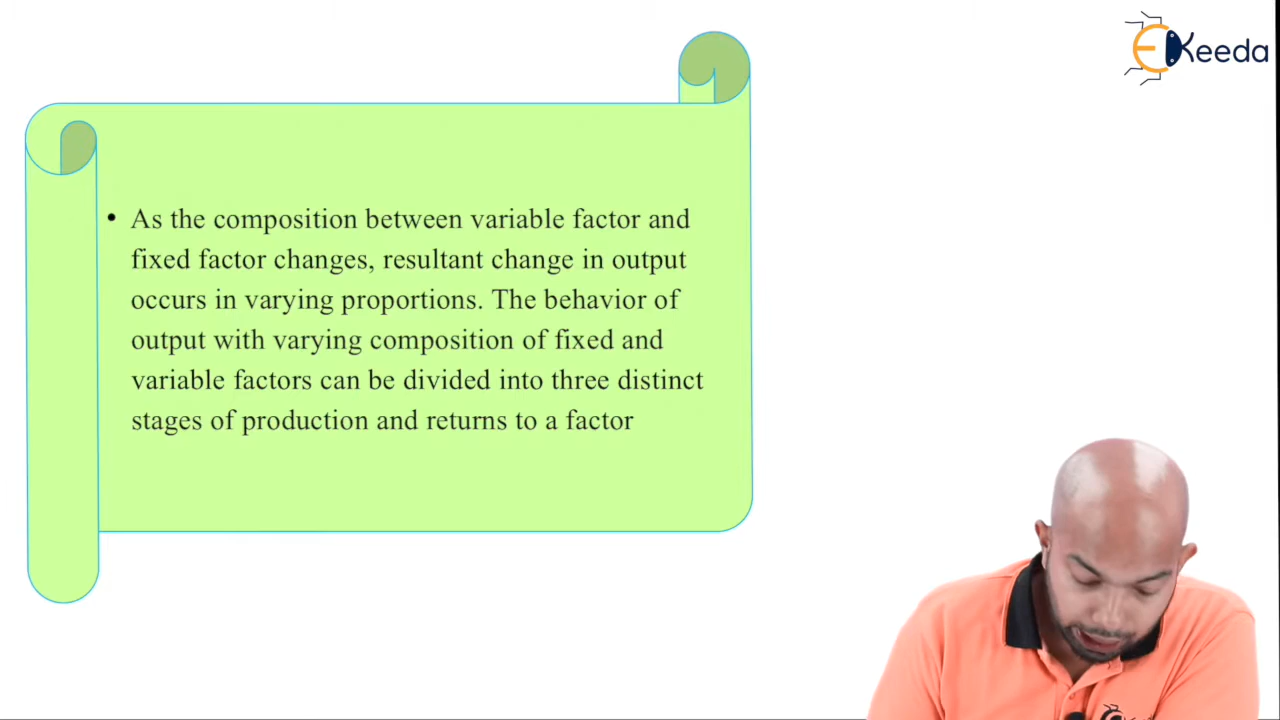 EKeeda
• As the composition between variable factor and
fixed factor changes, resultant change in output
occurs in varying proportions. The behavior of
output with varying composition of fixed and
variable factors can be divided into three distinct
stages of production and returns to a factor